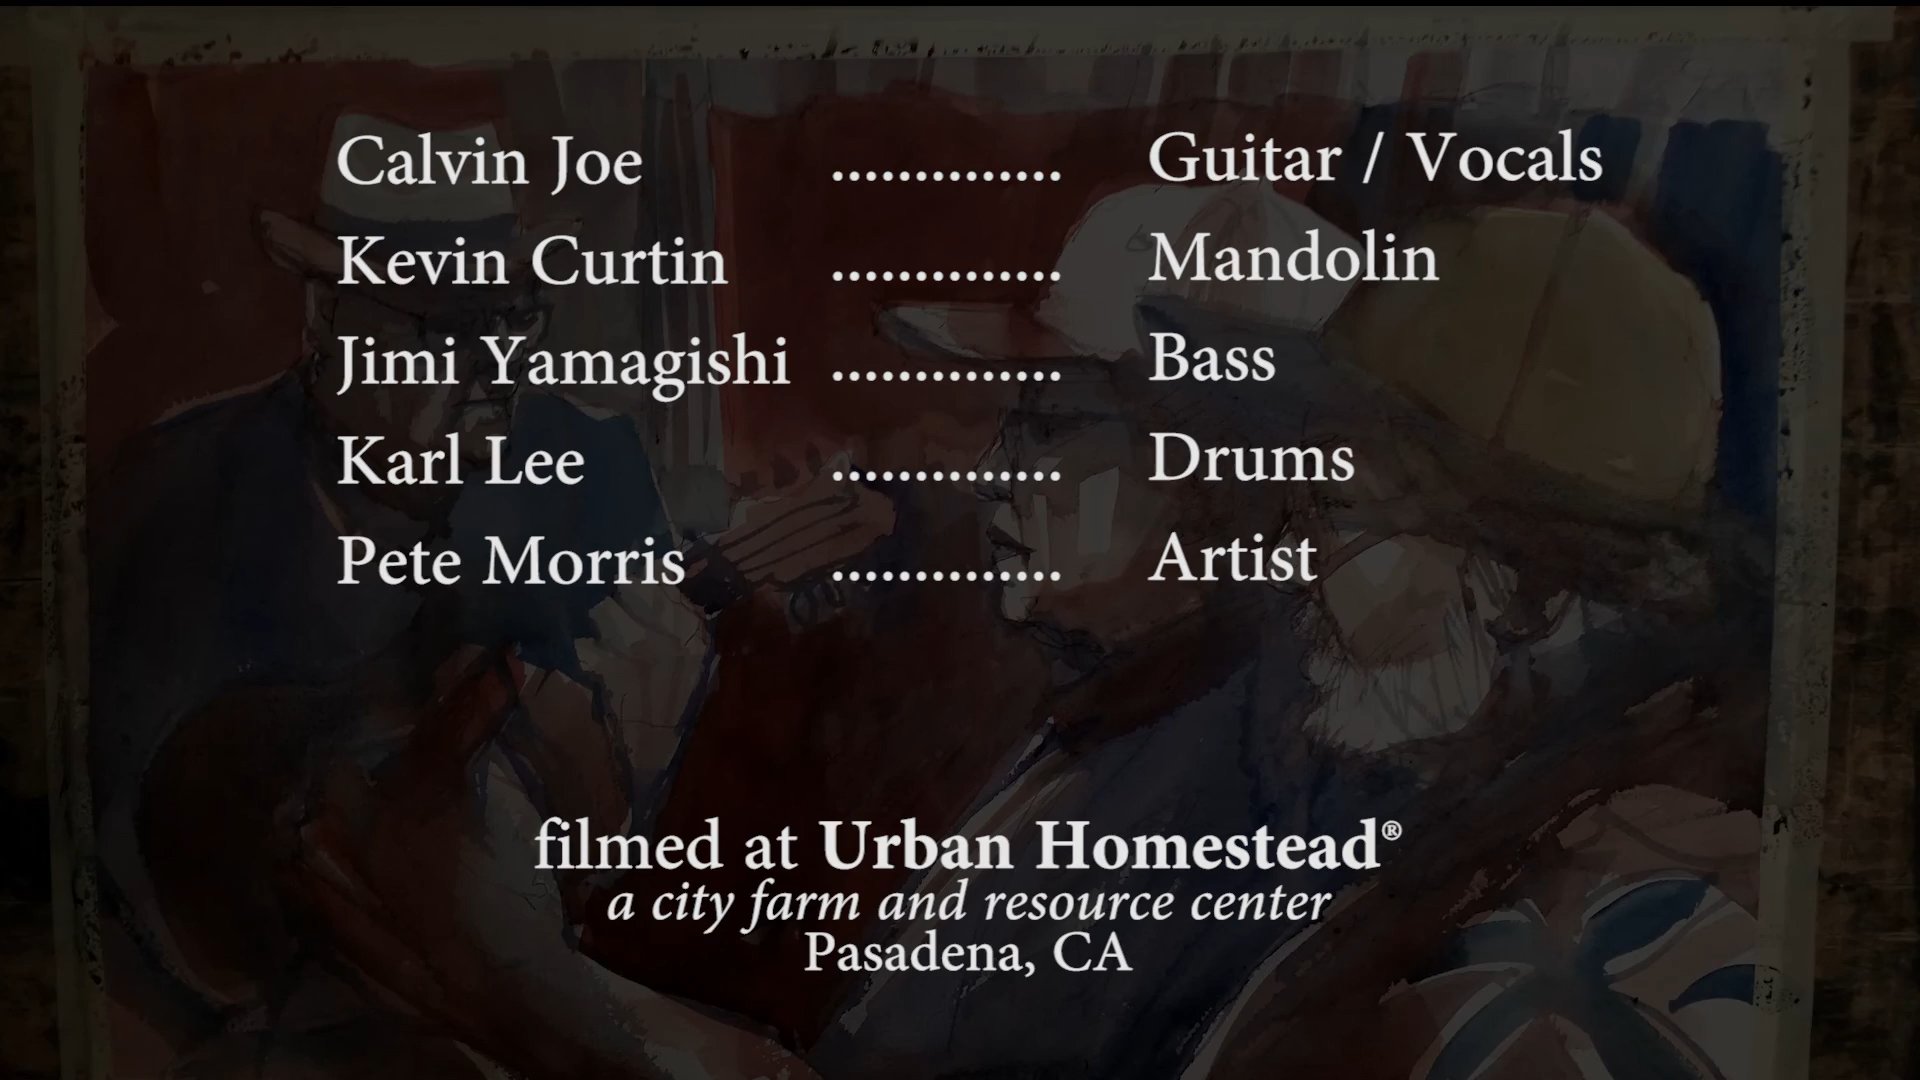 Calvin Joe .............. Guitar / Vocals
Kevin Curtin .............. Mandolin
Jimi Yamagishi .............. Bass
Karl Lee .............. Drums
Pete Morris .............. Artist
filmed at Urban Homestead®
a city farm and resource center
Pasadena, CA